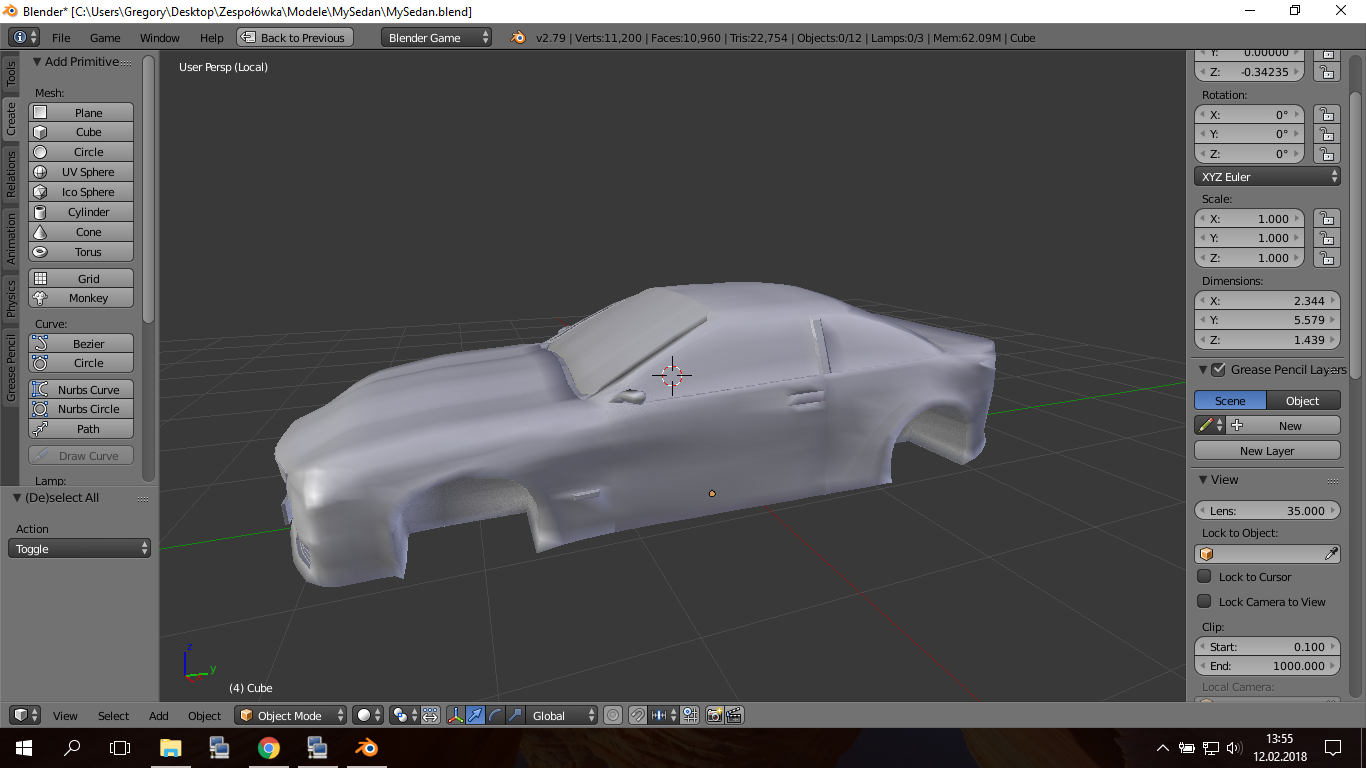 Blender* [C:\Users\Gregory\Desktop\Zespołówka\Modele\MySedan\MySedan.blend]
File Game Window Help Back to Previous Blender Game v2.79 | Verts:11,200 | Faces:10,960 | Tris:22,754 | Objects:0/12 | Lamps:0/3 | Mem:62.09M | Cube
Tools
Create
Relations
Animation
Physics
Grease Pencil
Add Primitive
Mesh:
Plane
Cube
Circle
UV Sphere
Ico Sphere
Cylinder
Cone
Torus
Grid
Monkey
Curve:
Bezier
Circle
Nurbs Curve
Nurbs Circle
Path
Draw Curve
Lamp:
(De)select All
Action
Toggle
User Persp (Local)
z
y
(4) Cube
Y: 0.00000
Z: -0.34235
Rotation:
X: 0°
Y: 0°
Z: 0°
XYZ Euler
Scale:
X: 1.000
Y: 1.000
Z: 1.000
Dimensions:
X: 2.344
Y: 5.579
Z: 1.439
Grease Pencil Layers
Scene Object
New
New Layer
View
Lens: 35.000
Lock to Object:
Lock to Cursor
Lock Camera to View
Clip:
Start: 0.100
End: 1000.000
Local Camera:
View Select Add Object Object Mode Global
13:55
12.02.2018